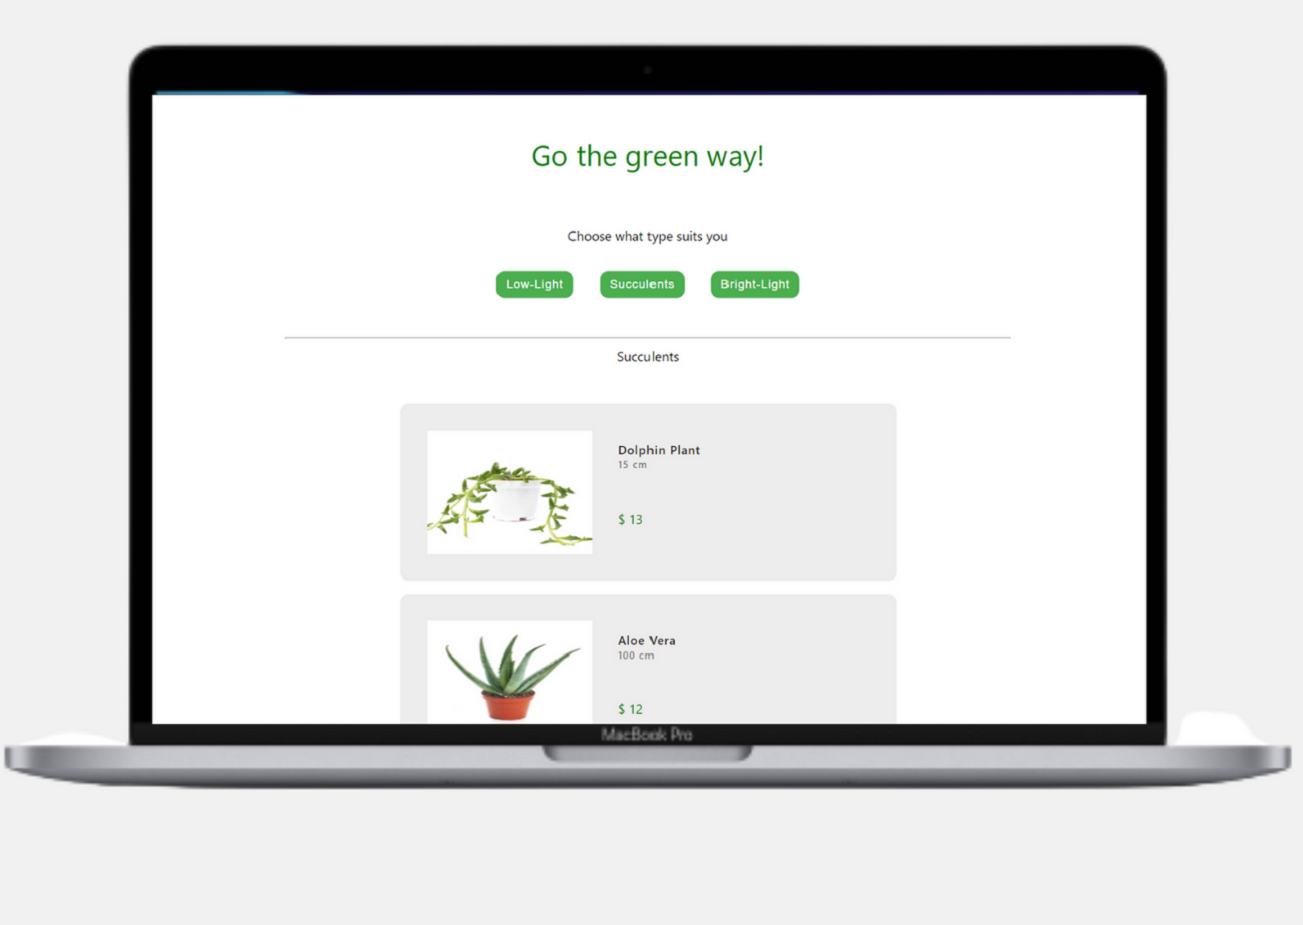 Go the green way!
Choose what type suits you
Low-Light
Succulents
Bright-Light
Succulents
Dolphin Plant
15 cm
$ 13
Aloe Vera
100 cm
$ 12
MacBook Pro